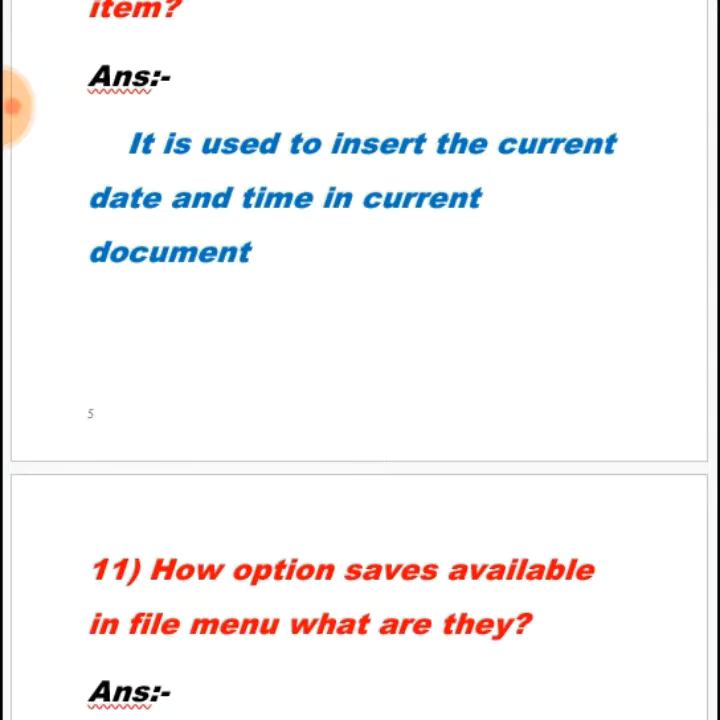 item?
Ans:-
It is used to insert the current
date and time in current
document
5
11) How option saves available
in file menu what are they?
Ans:-